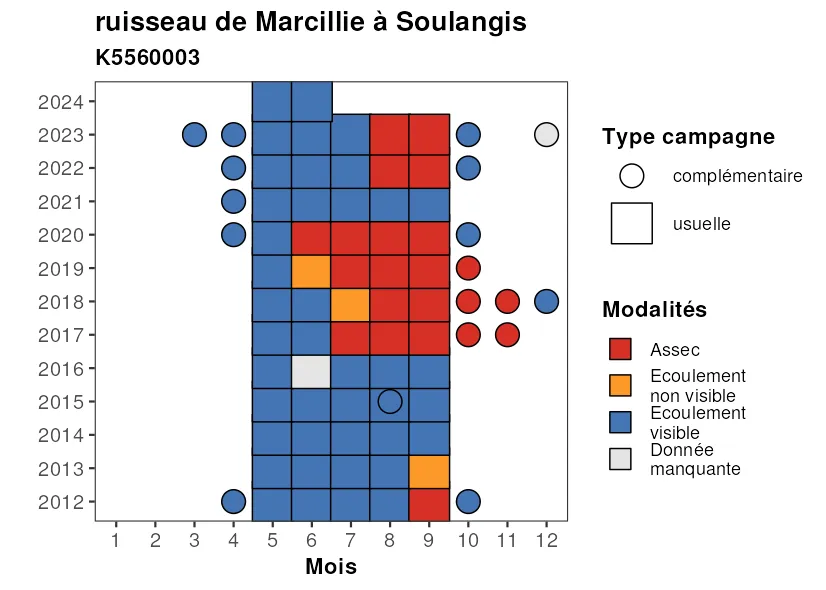 ruisseau de Marcillie à Soulangis
K5560003
2024
2023
2022
2021
2020
2019
2018
2017
2016
2015
2014
2013
2012
1 2 3 4 5 6 7 8 9 10 11 12
Mois
Type campagne
complémentaire
usuelle
Modalités
Assec
Ecoulement
non visible
Ecoulement
visible
Donnée
manquante